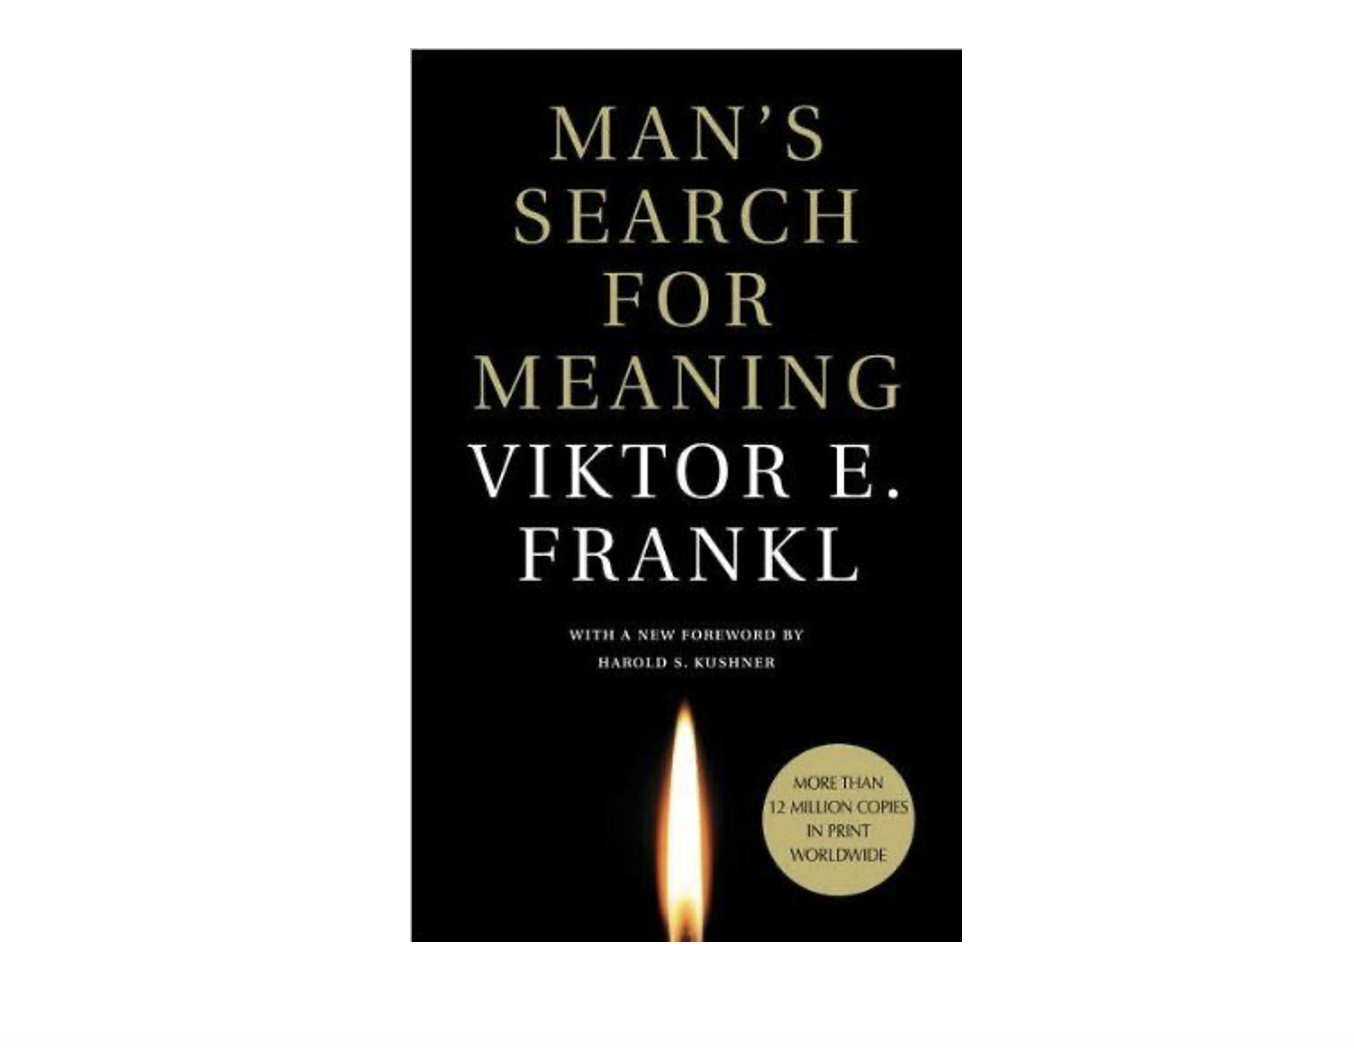 MAN’S
SEARCH
FOR
MEANING
VIKTOR E.
FRANKL
WITH A NEW FOREWORD BY
HAROLD S. KUSHNER
MORE THAN
12 MILLION COPIES
IN PRINT
WORLDWIDE